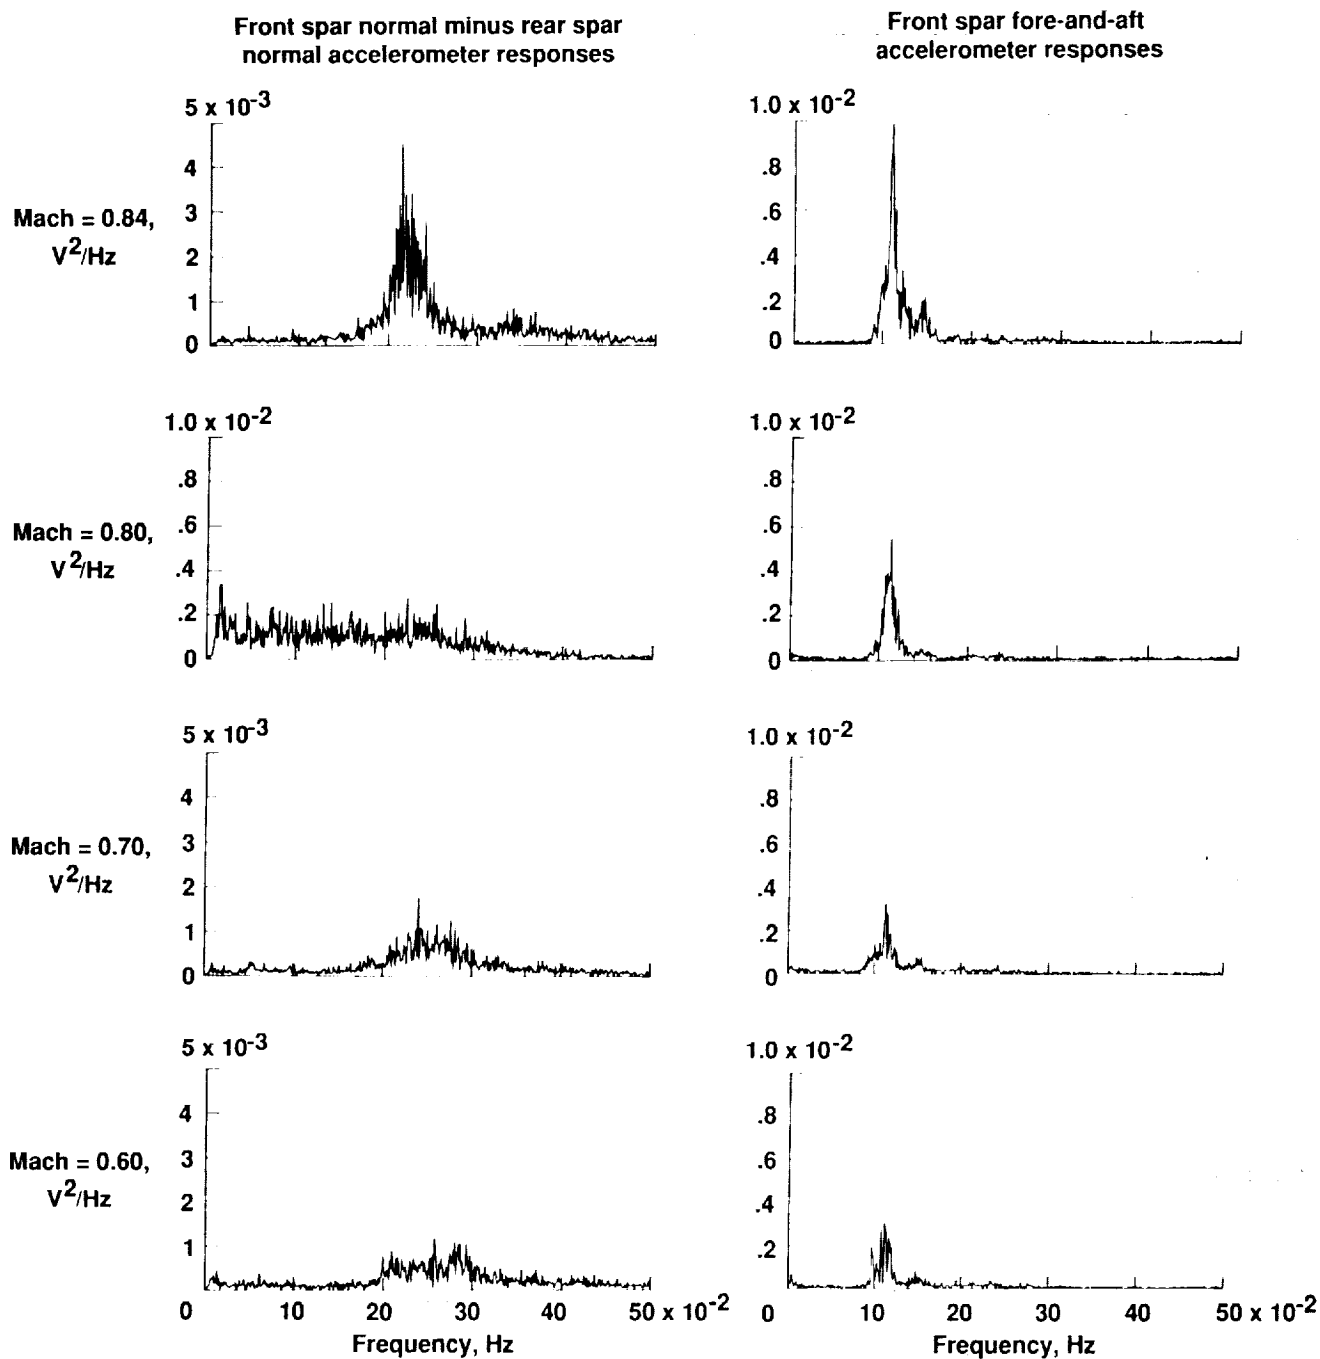 Front spar normal minus rear spar
normal accelerometer responses
Front spar fore-and-aft
accelerometer responses
Mach = 0.84,
V²/Hz
5 x 10⁻³
4
3
2
1
0
1.0 x 10⁻²
.8
.6
.4
.2
0
Mach = 0.80,
V²/Hz
1.0 x 10⁻²
.8
.6
.4
.2
0
1.0 x 10⁻²
.8
.6
.4
.2
0
Mach = 0.70,
V²/Hz
5 x 10⁻³
4
3
2
1
0
1.0 x 10⁻²
.8
.6
.4
.2
0
Mach = 0.60,
V²/Hz
5 x 10⁻³
4
3
2
1
0 10 20 30 50 x 10⁻²
Frequency, Hz
1.0 x 10⁻²
.8
.6
.4
.2
0 10 20 30 40 50 x 10⁻²
Frequency, Hz